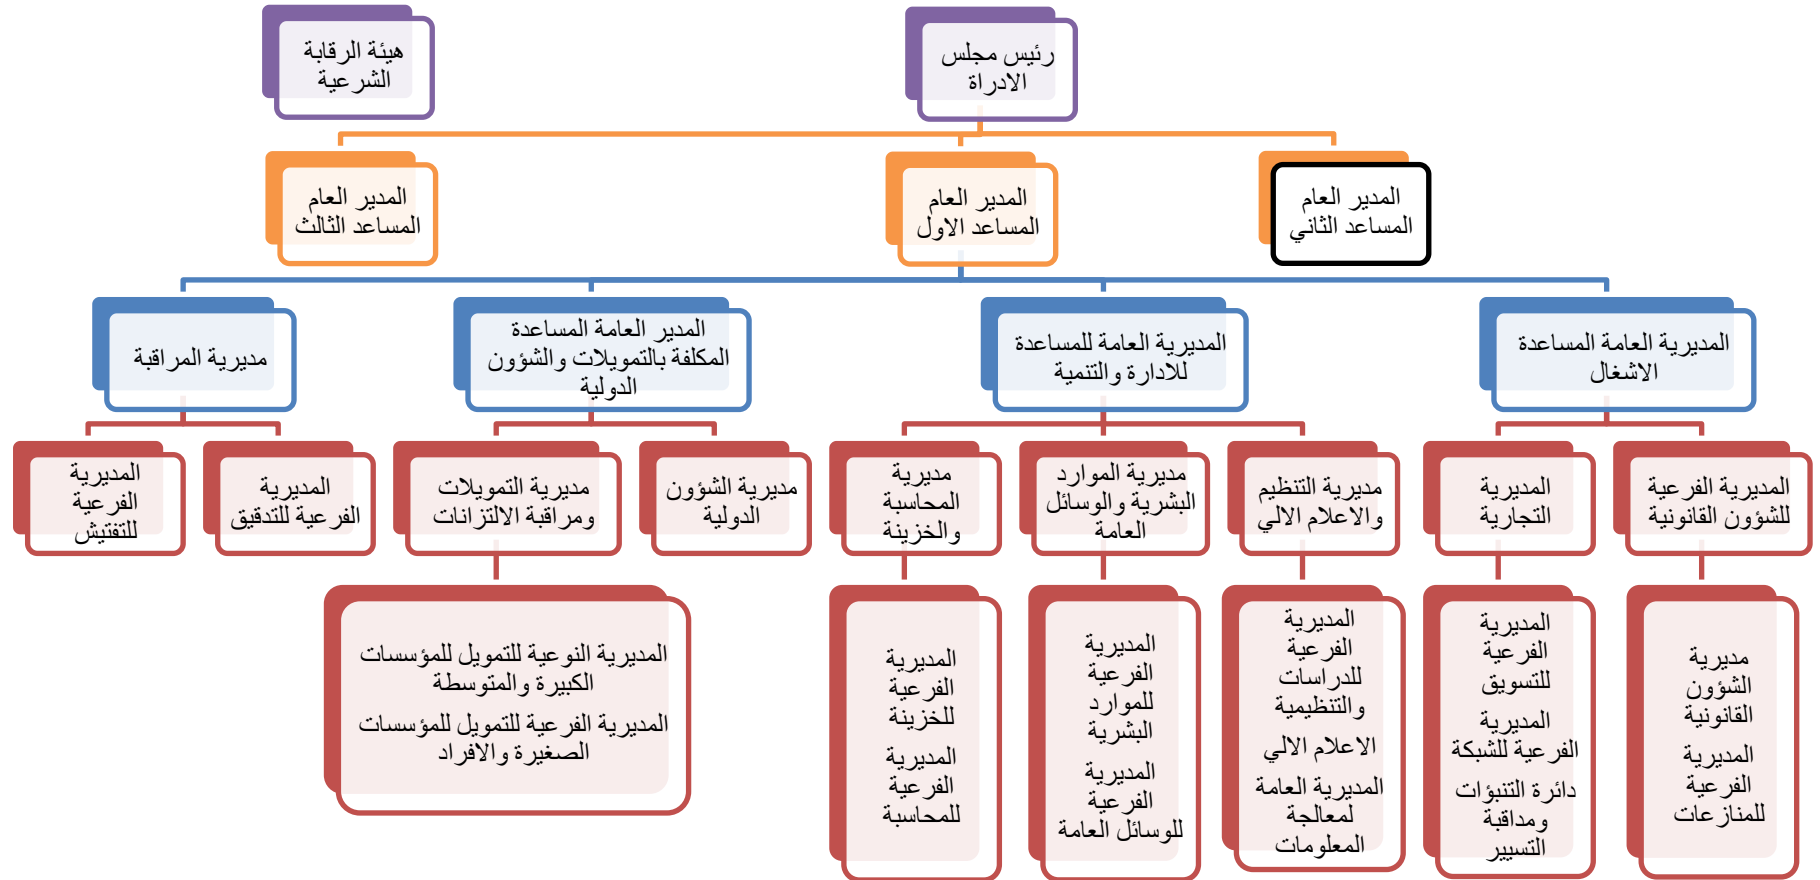 رئيس مجلس
الادراة
هيئة الرقابة
الشرعية
المدير العام
المساعد الثاني
المدير العام
المساعد الاول
المدير العام
المساعد الثالث
المديرية العامة المساعدة
الاشغال
المديرية العامة للمساعدة
للادارة والتنمية
المدير العامة المساعدة
المكلفة بالتمويلات والشؤون
الدولية
مديرية المراقبة
المديرية الفرعية
للشؤون القانونية
المديرية
التجارية
مديرية التنظيم
والاعلام الالي
مديرية الموارد
البشرية والوسائل
العامة
مديرية
المحاسبة
والخزينة
مديرية الشؤون
الدولية
مديرية التمويلات
ومراقبة الالتزانات
المديرية
الفرعية للتدقيق
المديرية
الفرعية
للتفتيش
مديرية
الشؤون
القانونية
المديرية
الفرعية
للمنازعات
المديرية
الفرعية
للتسويق
المديرية
الفرعية للشبكة
دائرة التنبؤات
ومداقبة
التسيير
المديرية
الفرعية
للدراسات
والتنظيمية
الاعلام الالي
المديرية العامة
لمعالجة
المعلومات
المديرية
الفرعية
للموارد
البشرية
المديرية
الفرعية
للوسائل العامة
المديرية
الفرعية
للخزينة
المديرية
الفرعية
للمحاسبة
المديرية النوعية للتمويل للمؤسسات
الكبيرة والمتوسطة
المديرية الفرعية للتمويل للمؤسسات
الصغيرة والافراد